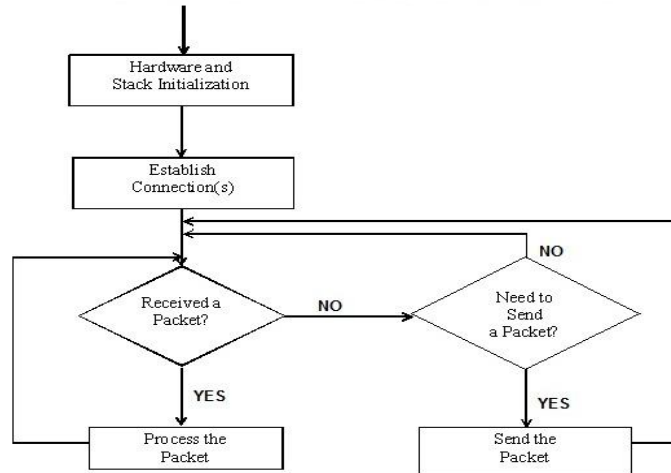 Hardware and
Stack Initialization
Establish
Connection(s)
Received a
Packet?
NO
Need to
Send
a Packet?
NO
YES
YES
Process the
Packet
Send the
Packet